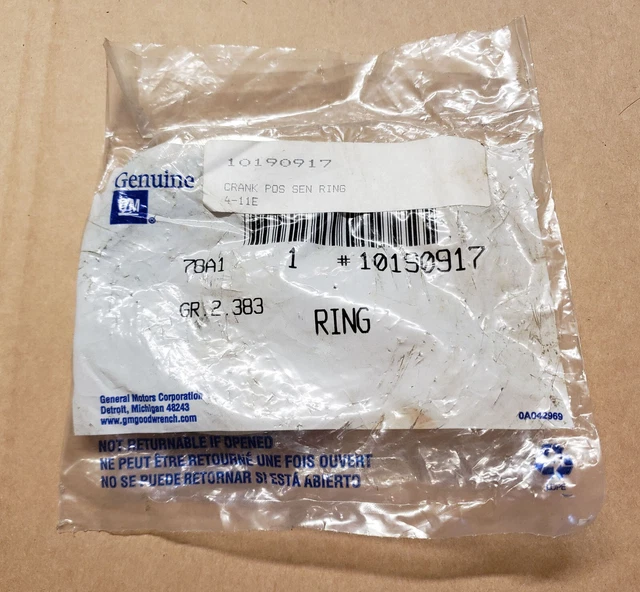 10190917
CRANK POS SEN RING
4-11E
Genuine
GM
®
78A1 1 #10190917
GR.2.383
RING
General Motors Corporation
Detroit, Michigan 48243
www.gmgoodwrench.com
0A042969
NOT RETURNABLE IF OPENED
NE PEUT ÊTRE RETOURNÉ UNE FOIS OUVERT
NO SE PUEDE RETORNAR SI ESTÁ ABIERTO
LDPE